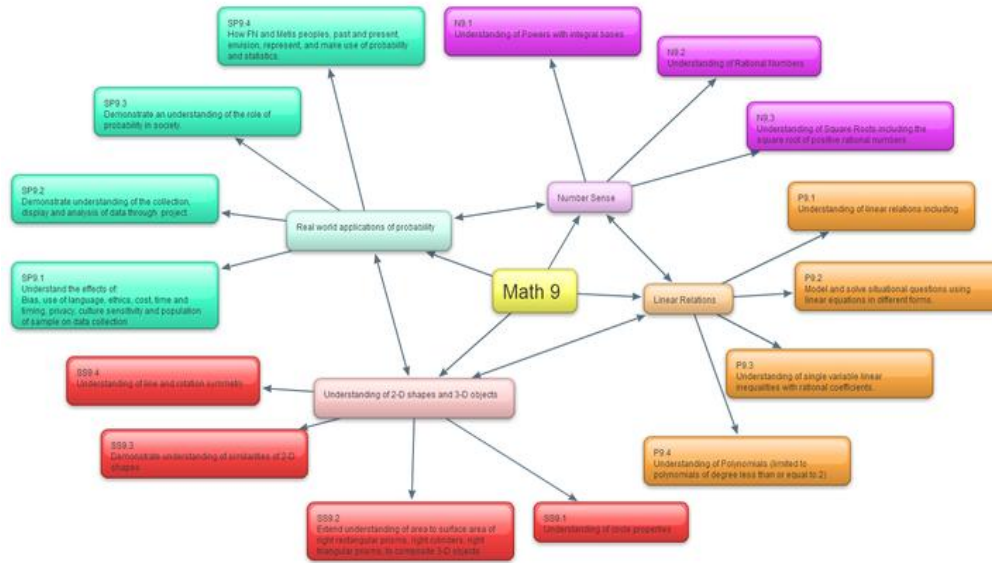 SP9.4
How FN and Metis peoples, past and present,
envision, represent, and make use of probability
and statistics.
N9.1
Understanding of Powers with integral bases
N9.2
Understanding of Rational Numbers
SP9.3
Demonstrate an understanding of the role of
probability in society
N9.3
Understanding of Square Roots including the
square root of positive rational numbers
SP9.2
Demonstrate understanding of the collection,
display and analysis of data through project.
Number Sense
P9.1
Understanding of linear relations including
Real world applications of probability
SP9.1
Understand the effects of:
Bias, use of language, ethics, cost, time and
timing, privacy, culture sensitivity and population
of sample on data collection
Math 9
Linear Relations
P9.2
Model and solve situational questions using
linear equations in different forms.
SS9.4
Understanding of line and rotation symmetry
P9.3
Understanding of single variable linear
inequalities with rational coefficients.
Understanding of 2-D shapes and 3-D objects
SS9.3
Demonstrate understanding of similarities of 2-D
shapes
P9.4
Understanding of Polynomials (limited to
polynomials of degree less than or equal to 2)
SS9.2
Extend understanding of area to surface area of
right rectangular prisms, right cylinders, right
triangular prisms, to composite 3-D objects
SS9.1
Understanding of circle properties